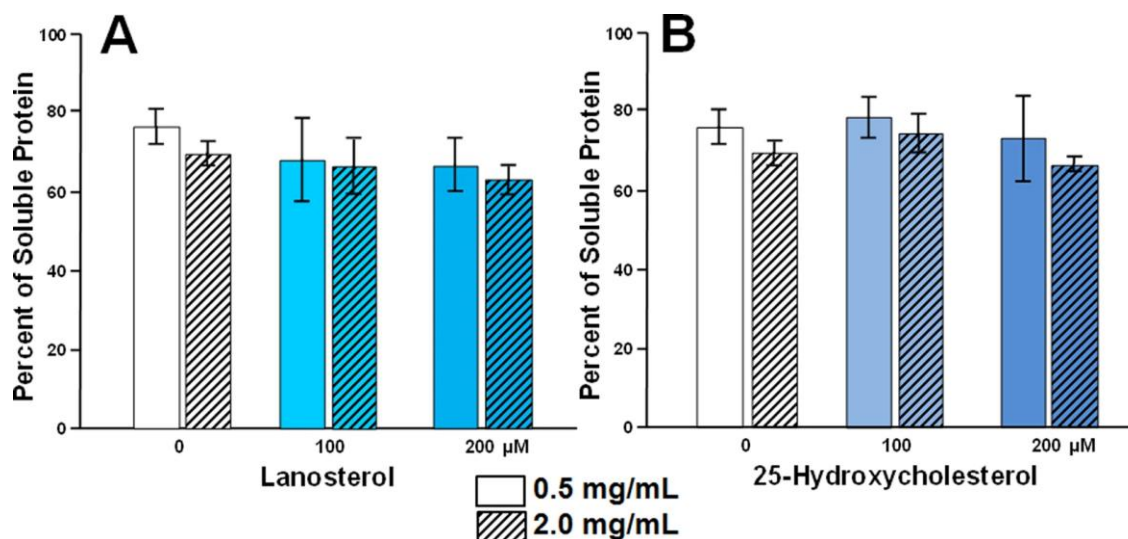 A
Percent of Soluble Protein
100
80
60
40
20
0
0
100
200 µM
Lanosterol
B
Percent of Soluble Protein
100
80
60
40
20
0
0
100
200 µM
25-Hydroxycholesterol
0.5 mg/mL
2.0 mg/mL